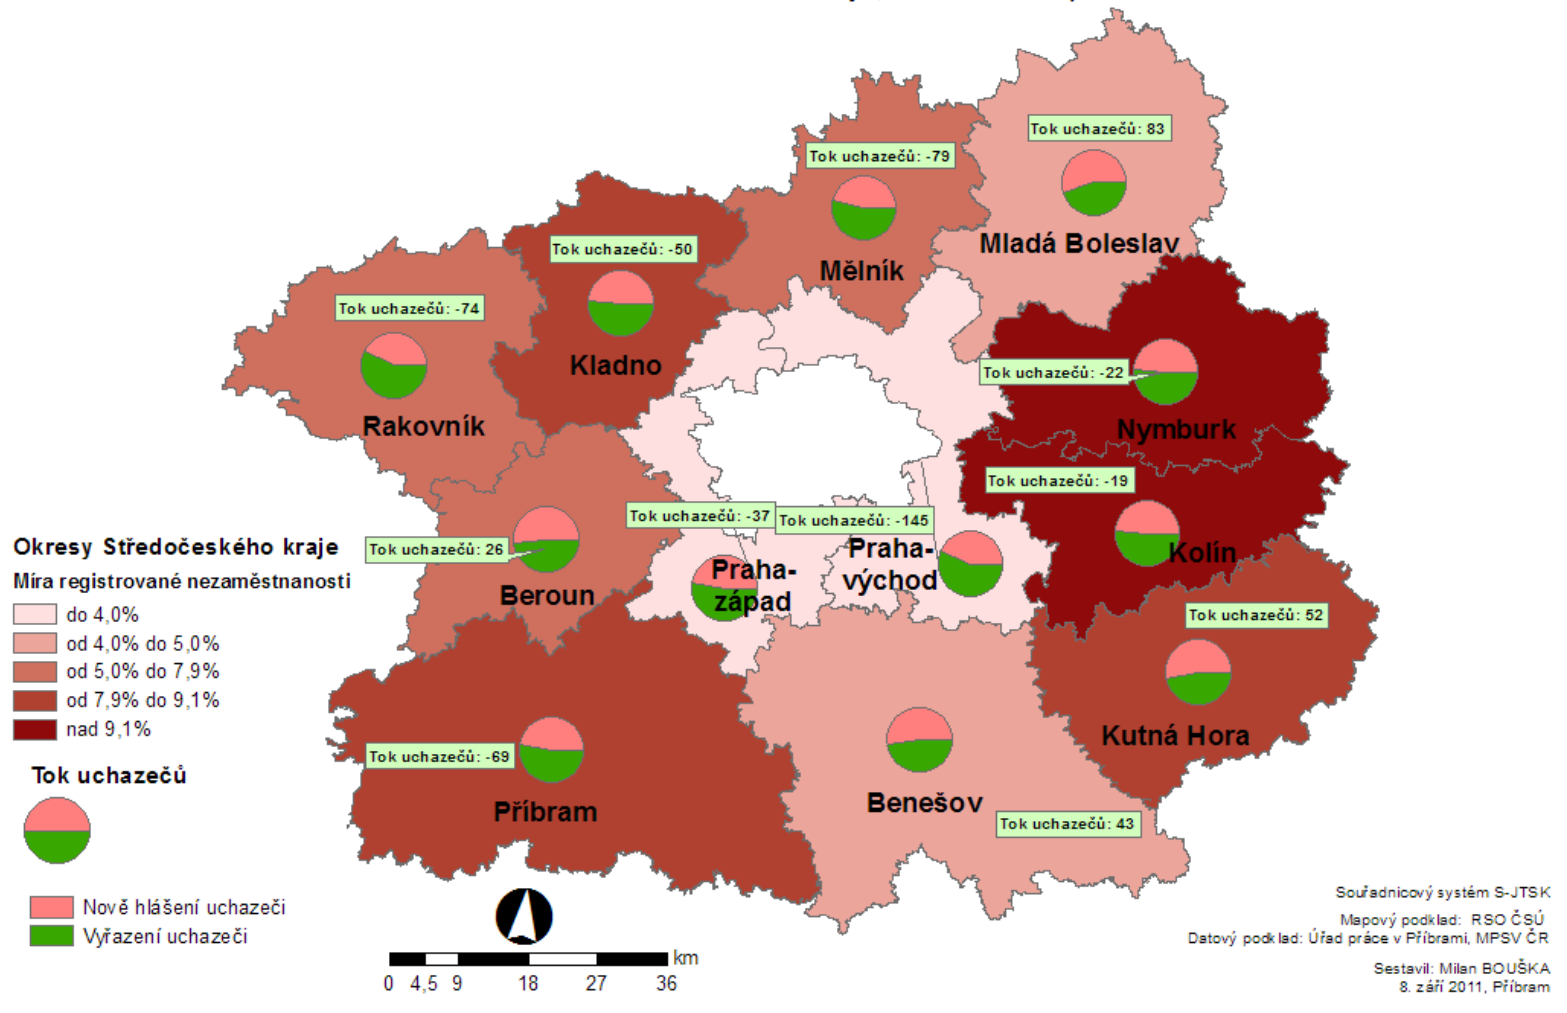 Tok uchazečů: 83
Tok uchazečů: -79
Mladá Boleslav
Tok uchazečů: -50
Mělník
Tok uchazečů: -74
Kladno
Tok uchazečů: -22
Rakovník
Nymburk
Tok uchazečů: -19
Tok uchazečů: -37
Tok uchazečů: -145
Tok uchazečů: 26
Praha-
východ
Kolín
Praha-
západ
Beroun
Tok uchazečů: 52
Kutná Hora
Tok uchazečů: -69
Příbram
Benešov
Tok uchazečů: 43
Okresy Středočeského kraje
Míra registrované nezaměstnanosti
do 4,0%
od 4,0% do 5,0%
od 5,0% do 7,9%
od 7,9% do 9,1%
nad 9,1%
Tok uchazečů
Nově hlášení uchazeči
Vyřazení uchazeči
km
0 4,5 9 18 27 36
Souřadnicový systém S-JTSK
Mapový podklad: RSO ČSÚ
Datový podklad: Úřad práce v Příbrami, MPSV ČR
Sestavil: Milan BOUŠKA
8. září 2011, Příbram